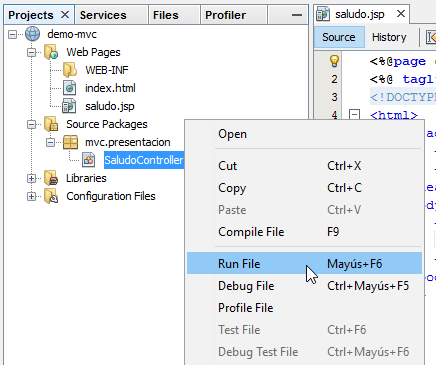 Projects Services Files Profiler
demo-mvc
Web Pages
WEB-INF
index.html
saludo.jsp
Source Packages
mvc.presentacion
SaludoController
Libraries
Configuration Files
Open
Cut Ctrl+X
Copy Ctrl+C
Paste Ctrl+V
Compile File F9
Run File Mayús+F6
Debug File Ctrl+Mayús+F5
Profile File
Test File Ctrl+F6
Debug Test File Ctrl+Mayús+F6
saludo.jsp
Source History
<%@page
2 <%@ tagl
3 <!DOCTYPE
4 <html>